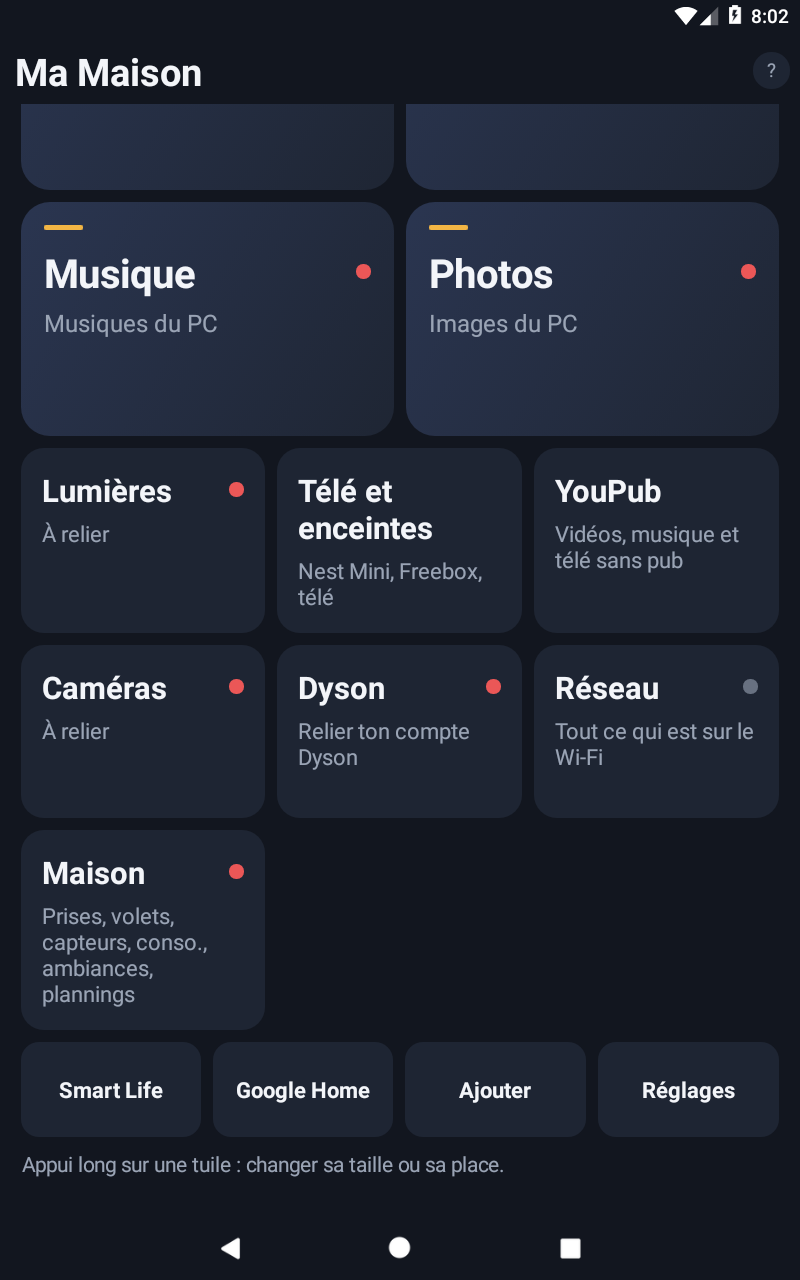 8:02
Ma Maison
?
Musique
Musiques du PC
Photos
Images du PC
Lumières
À relier
Télé et
enceintes
Nest Mini, Freebox,
télé
YouPub
Vidéos, musique et
télé sans pub
Caméras
À relier
Dyson
Relier ton compte
Dyson
Réseau
Tout ce qui est sur le
Wi-Fi
Maison
Prises, volets,
capteurs, conso.,
ambiances,
plannings
Smart Life
Google Home
Ajouter
Réglages
Appui long sur une tuile : changer sa taille ou sa place.